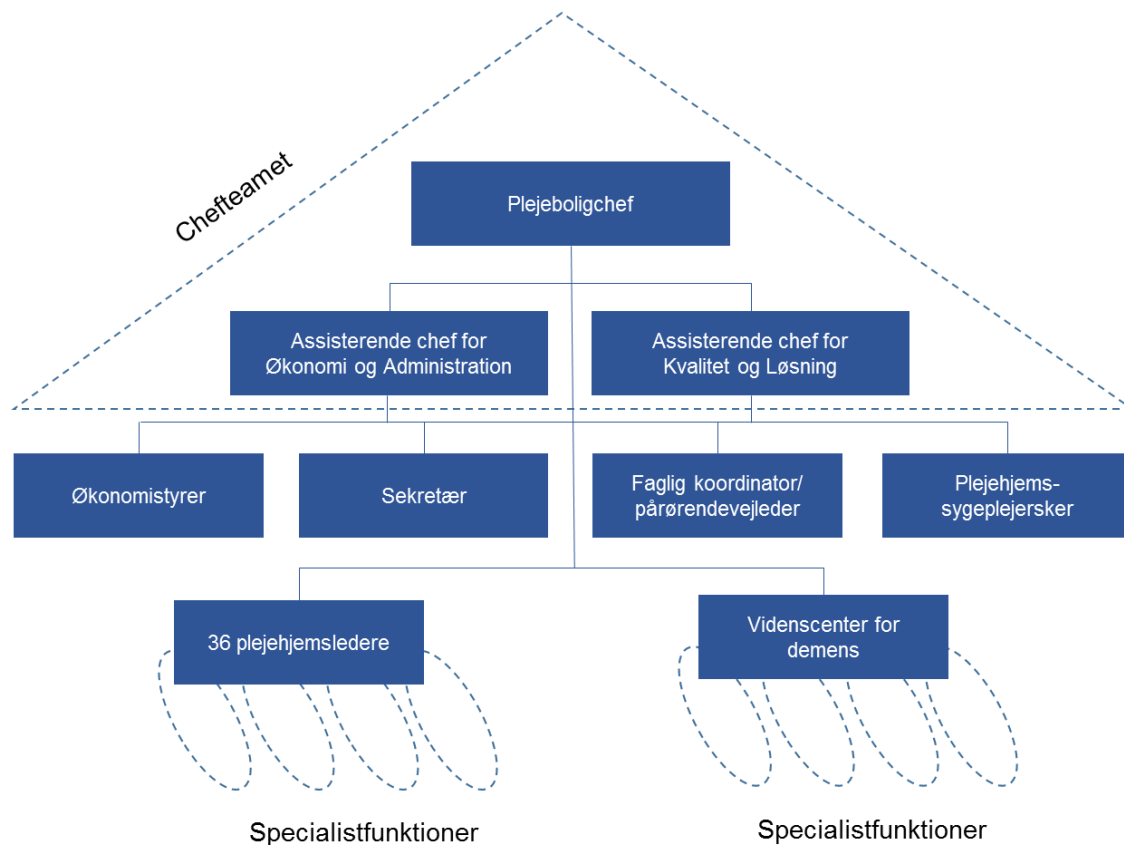 Chefteamet
Plejeboligchef
Assisterende chef for
Økonomi og Administration
Assisterende chef for
Kvalitet og Løsning
Økonomistyrer
Sekretær
Faglig koordinator/
pårørendevejleder
Plejehjems-
sygeplejersker
36 plejehjemsledere
Videnscenter for
demens
Specialistfunktioner
Specialistfunktioner